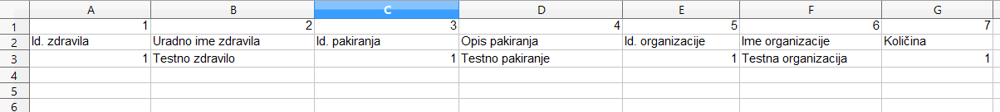 A B C D E F G
1 1 2 3 4 5 6 7
2 Id. zdravila Uradno ime zdravila Id. pakiranja Opis pakiranja Id. organizacije Ime organizacije Količina
3 1 Testno zdravilo 1 Testno pakiranje 1 Testna organizacija 1
4
5
6